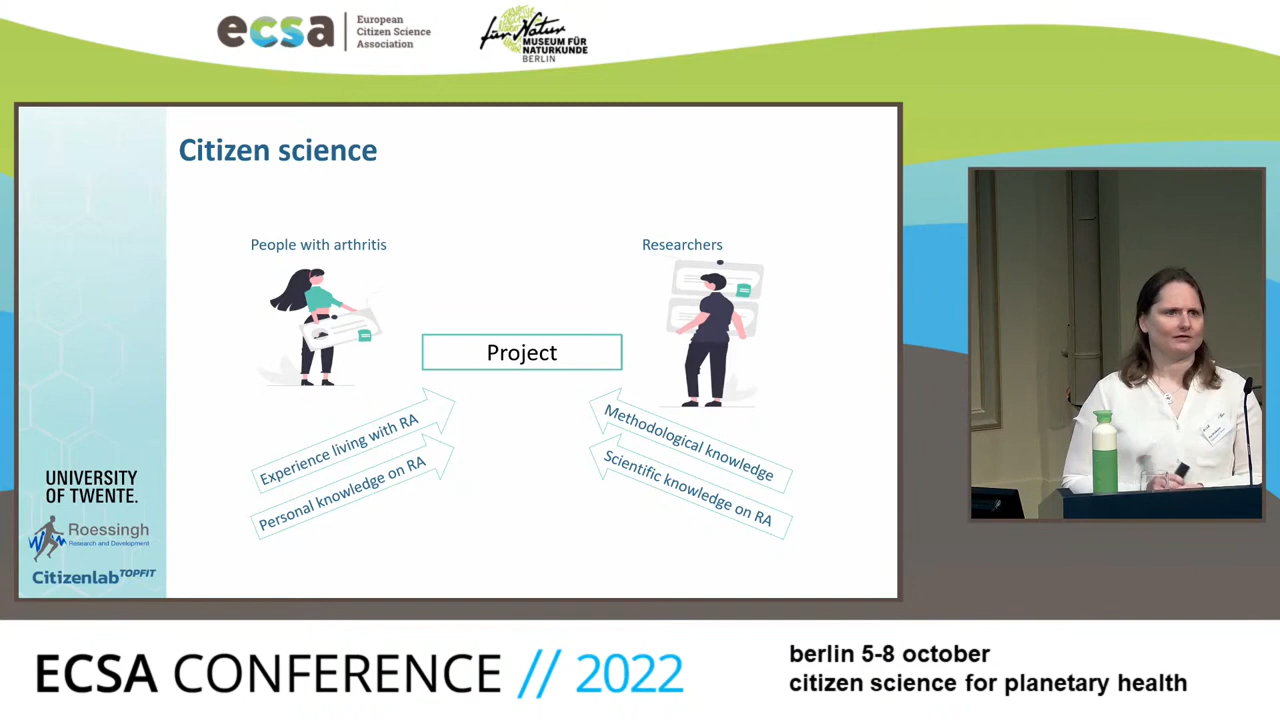 ecsa
European
Citizen Science
Association
für Natur
MUSEUM FÜR
NATURKUNDE
BERLIN
Citizen science
People with arthritis
Researchers
Project
Experience living with RA
Personal knowledge on RA
Methodological knowledge
Scientific knowledge on RA
UNIVERSITY
OF TWENTE.
Roessingh
Research and Development
Citizenlab TOPFIT
ECSA CONFERENCE // 2022
berlin 5-8 october
citizen science for planetary health